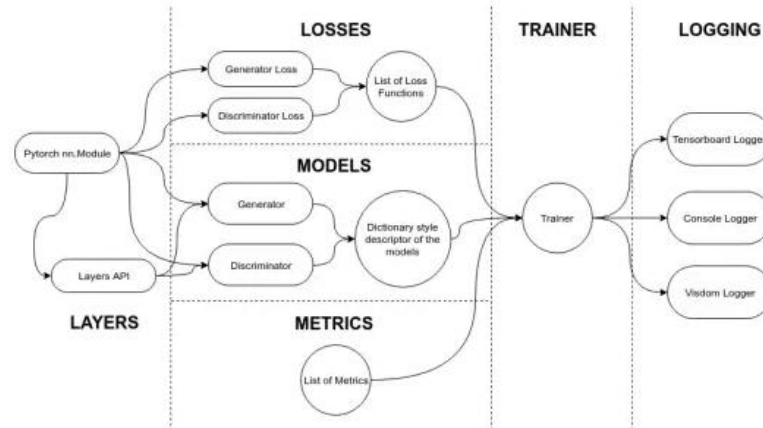 LOSSES
TRAINER
LOGGING
Generator Loss
List of Loss
Functions
Discriminator Loss
Tensorboard Logger
Pytorch nn.Module
MODELS
Generator
Dictionary style
descriptor of the
models
Trainer
Console Logger
Discriminator
Layers API
Visdom Logger
LAYERS
METRICS
List of Metrics